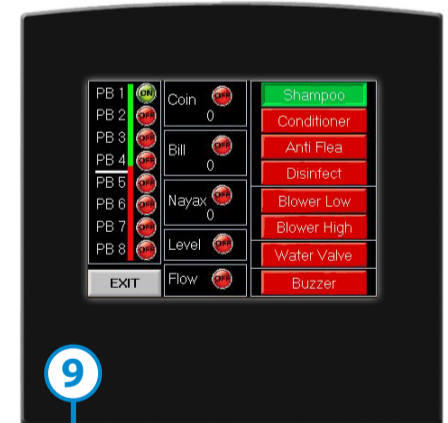 PB 1 ON
PB 2 OFF
PB 3 OFF
PB 4 OFF
PB 5 OFF
PB 6 OFF
PB 7 OFF
PB 8 OFF
EXIT
Coin OFF
0
Bill OFF
0
Nayax OFF
0
Level OFF
Flow OFF
Shampoo
Conditioner
Anti Flea
Disinfect
Blower Low
Blower High
Water Valve
Buzzer
9